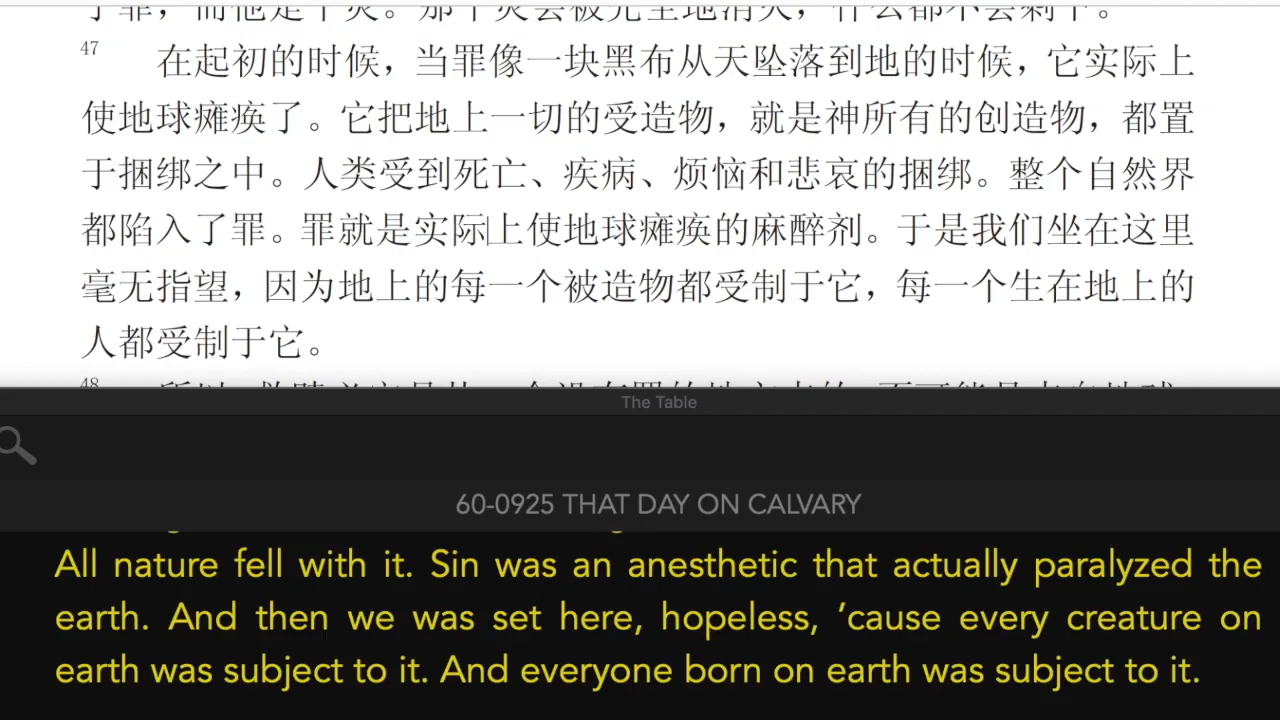 47
在起初的时候，当罪像一块黑布从天坠落到地的时候，它实际上
使地球瘫痪了。它把地上一切的受造物，就是神所有的创造物，都置
于捆绑之中。人类受到死亡、疾病、烦恼和悲哀的捆绑。整个自然界
都陷入了罪。罪就是实际上使地球瘫痪的麻醉剂。于是我们坐在这里
毫无指望，因为地上的每一个被造物都受制于它，每一个生在地上的
人都受制于它。
48
The Table
60-0925 THAT DAY ON CALVARY
All nature fell with it. Sin was an anesthetic that actually paralyzed the
earth. And then we was set here, hopeless, ’cause every creature on
earth was subject to it. And everyone born on earth was subject to it.